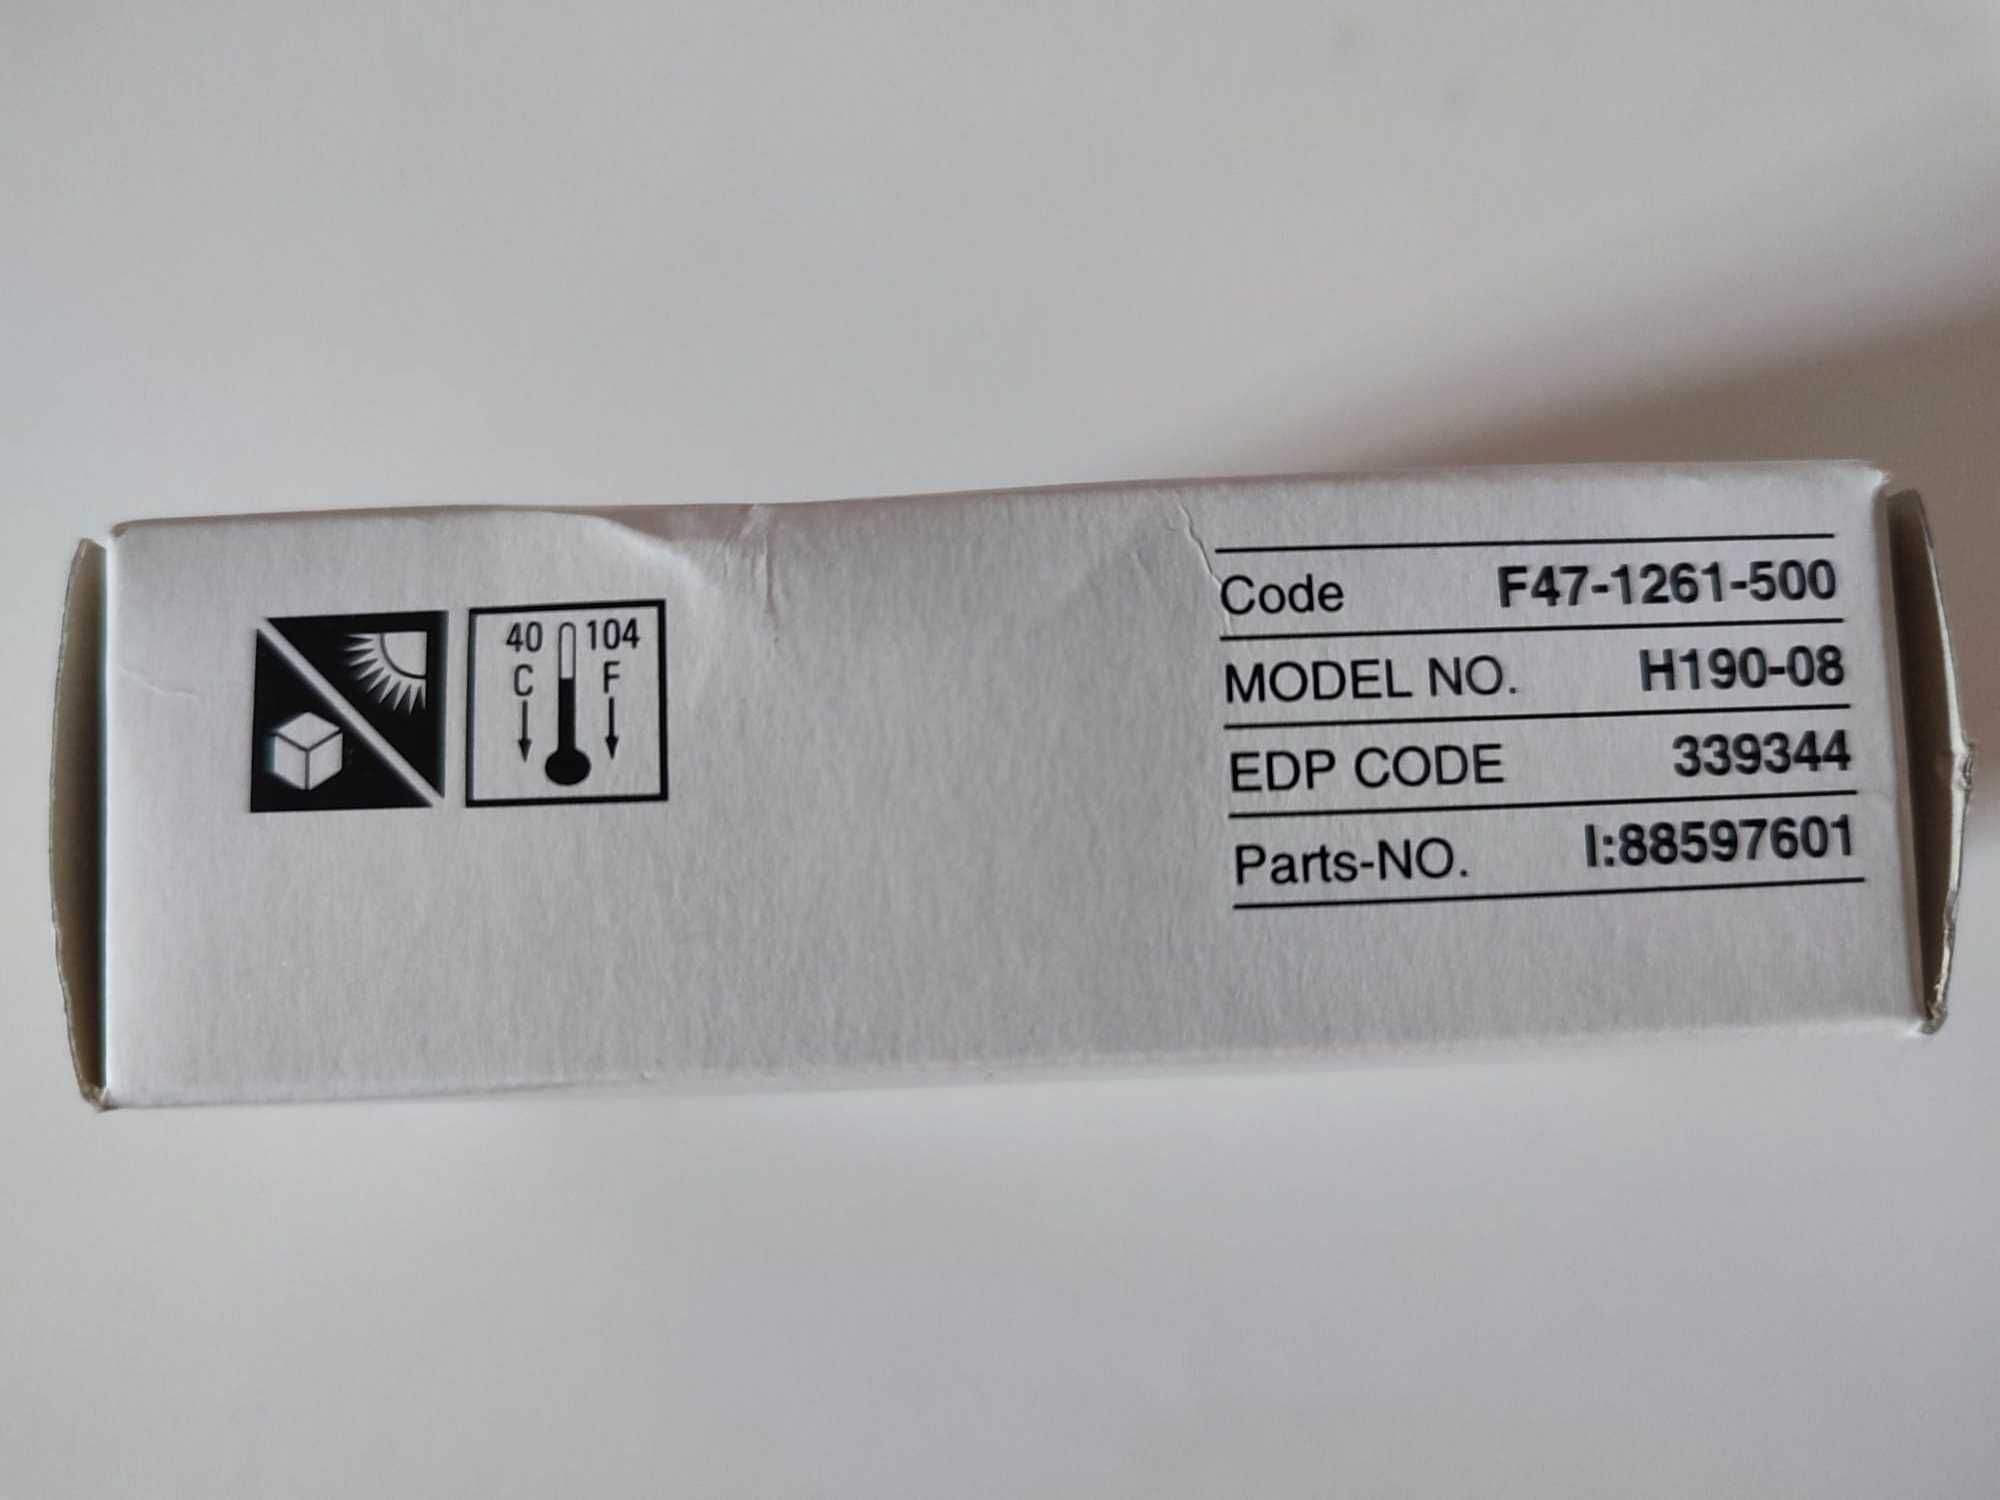 40 104
C F
Code F47-1261-500
MODEL NO. H190-08
EDP CODE 339344
Parts-NO. I:88597601